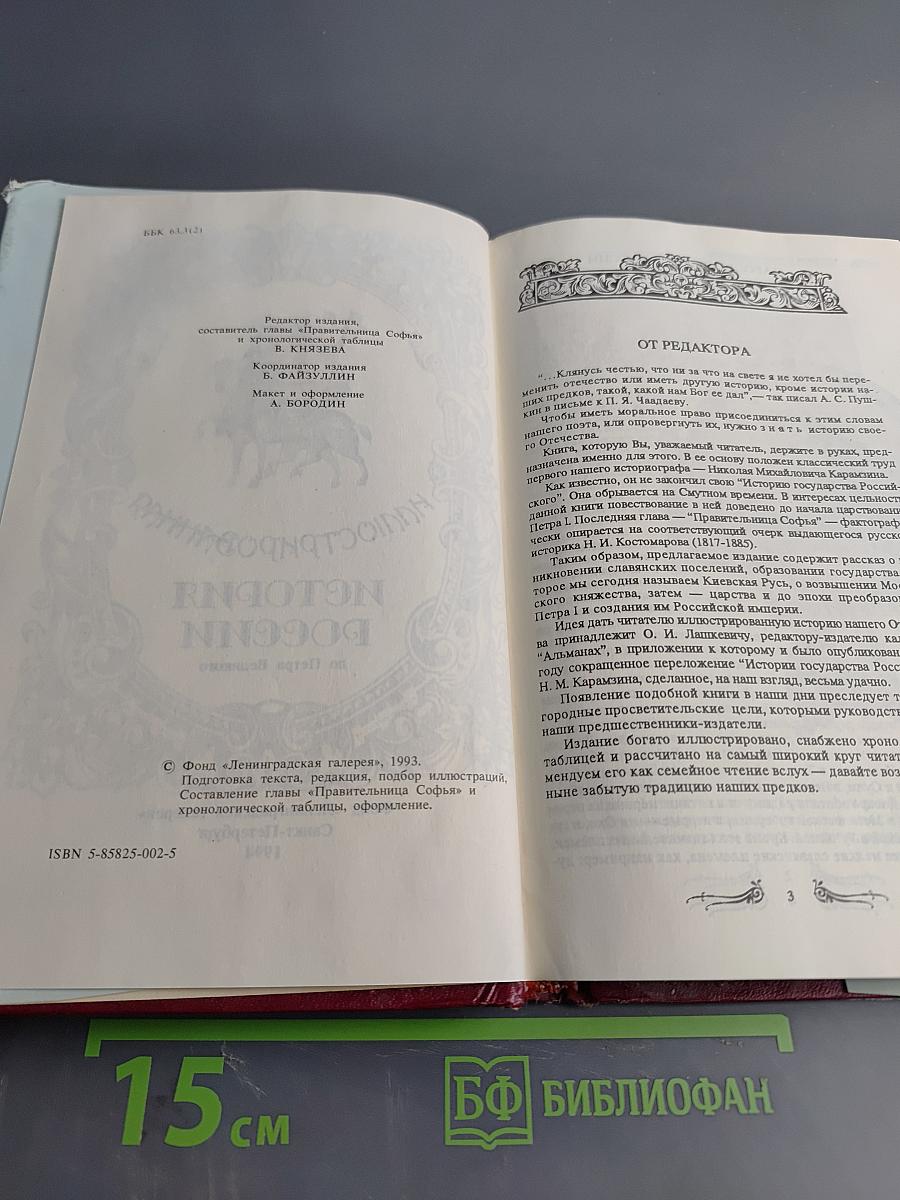 ББК 63.3(2)
Редактор издания,
составитель главы «Правительница Софья»
и хронологической таблицы
В. КНЯЗЕВА
Координатор издания
Б. ФАЙЗУЛЛИН
Макет и оформление
А. БОРОДИН
ИЛЛЮСТРИРОВАННАЯ
ИСТОРИЯ
РОССИИ
до Петра Великого
© Фонд «Ленинградская галерея», 1993.
Подготовка текста, редакция, подбор иллюстраций,
Составление главы «Правительница Софья» и
хронологической таблицы, оформление.
Санкт-Петербург
ISBN 5-85825-002-5
ОТ РЕДАКТОРА
“...Клянусь честью, что ни за что на свете я не хотел бы пере-
менить отечество или иметь другую историю, кроме истории на-
ших предков, такой, какой нам Бог ее дал”,— так писал А. С. Пуш-
кин в письме к П. Я. Чаадаеву.
Чтобы иметь моральное право присоединиться к этим словам
нашего поэта, или опровергнуть их, нужно знать историю свое-
го Отечества.
Книга, которую Вы, уважаемый читатель, держите в руках, пред-
назначена именно для этого. В ее основу положен классический труд
первого нашего историографа — Николая Михайловича Карамзина.
Как известно, он не закончил свою “Историю государства Россий-
ского”. Она обрывается на Смутном времени. В интересах цельност
данной книги повествование в ней доведено до начала царствовани
Петра I. Последняя глава — “Правительница Софья” — фактограф
чески опирается на соответствующий очерк выдающегося русско
историка Н. И. Костомарова (1817-1885).
Таким образом, предлагаемое издание содержит рассказ о
никновении славянских поселений, образовании государства
торое мы сегодня называем Киевская Русь, о возвышении Мос
ского княжества, затем — царства и до эпохи преобразо
Петра I и создания им Российской империи.
Идея дать читателю иллюстрированную историю нашего От
ва принадлежит О. И. Лашкевичу, редактору-издателю кал
“Альманах”, в приложении к которому и было опубликован
году сокращенное переложение “Истории государства Росс
Н. М. Карамзина, сделанное, на наш взгляд, весьма удачно.
Появление подобной книги в наши дни преследует т
городные просветительские цели, которыми руководств
наши предшественники-издатели.
Издание богато иллюстрировано, снабжено хроно
таблицей и рассчитано на самый широкий круг читат
мендуем его как семейное чтение вслух — давайте воз
ныне забытую традицию наших предков.
3
15 см
БФ БИБЛИОФАН